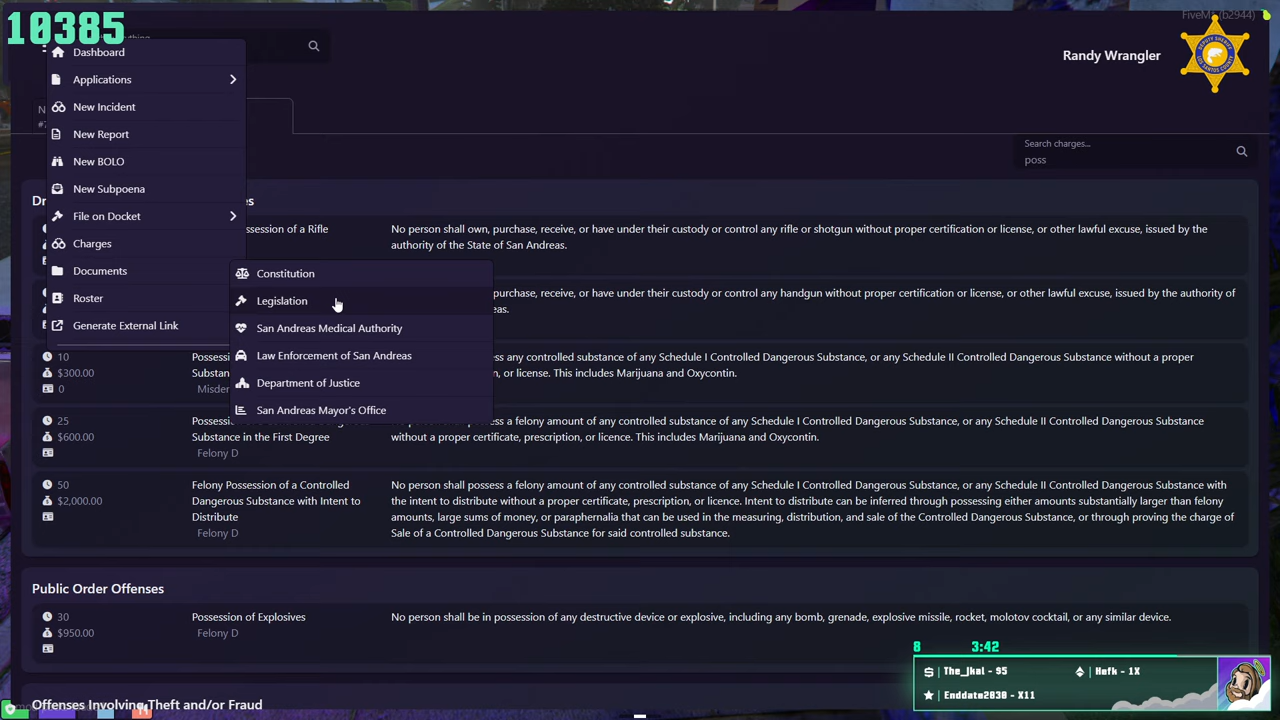 10385
FiveM (b2944)
Randy Wrangler
DEPUTY SHERIFF
Dashboard
Applications
New Incident
New Report
New BOLO
New Subpoena
File on Docket
Charges
Documents
Roster
Generate External Link
Constitution
Legislation
San Andreas Medical Authority
Law Enforcement of San Andreas
Department of Justice
San Andreas Mayor's Office
Search charges...
poss
session of a Rifle
No person shall own, purchase, receive, or have under their custody or control any rifle or shotgun without proper certification or license, or other lawful excuse, issued by the
authority of the State of San Andreas.
purchase, receive, or have under their custody or control any handgun without proper certification or license, or other lawful excuse, issued by the authority of
10
$300.00
0
ess any controlled substance of any Schedule I Controlled Dangerous Substance, or any Schedule II Controlled Dangerous Substance without a proper
n, or license. This includes Marijuana and Oxycontin.
25
$600.00
Substance in the First Degree
Felony D
No person shall possess a felony amount of any controlled substance of any Schedule I Controlled Dangerous Substance, or any Schedule II Controlled Dangerous Substance
without a proper certificate, prescription, or licence. This includes Marijuana and Oxycontin.
50
$2,000.00
Felony Possession of a Controlled
Dangerous Substance with Intent to
Distribute
Felony D
No person shall possess a felony amount of any controlled substance of any Schedule I Controlled Dangerous Substance, or any Schedule II Controlled Dangerous Substance with
the intent to distribute without a proper certificate, prescription, or licence. Intent to distribute can be inferred through possessing either amounts substantially larger than felony
amounts, large sums of money, or paraphernalia that can be used in the measuring, distribution, and sale of the Controlled Dangerous Substance, or through proving the charge of
Sale of a Controlled Dangerous Substance for said controlled substance.
Public Order Offenses
30
$950.00
Possession of Explosives
Felony D
No person shall be in possession of any destructive device or explosive, including any bomb, grenade, explosive missile, rocket, molotov cocktail, or any similar device.
Offenses Involving Theft and/or Fraud
8
3:42
The_Jkal - $5
Hefk - 1X
Enddate2030 - X11